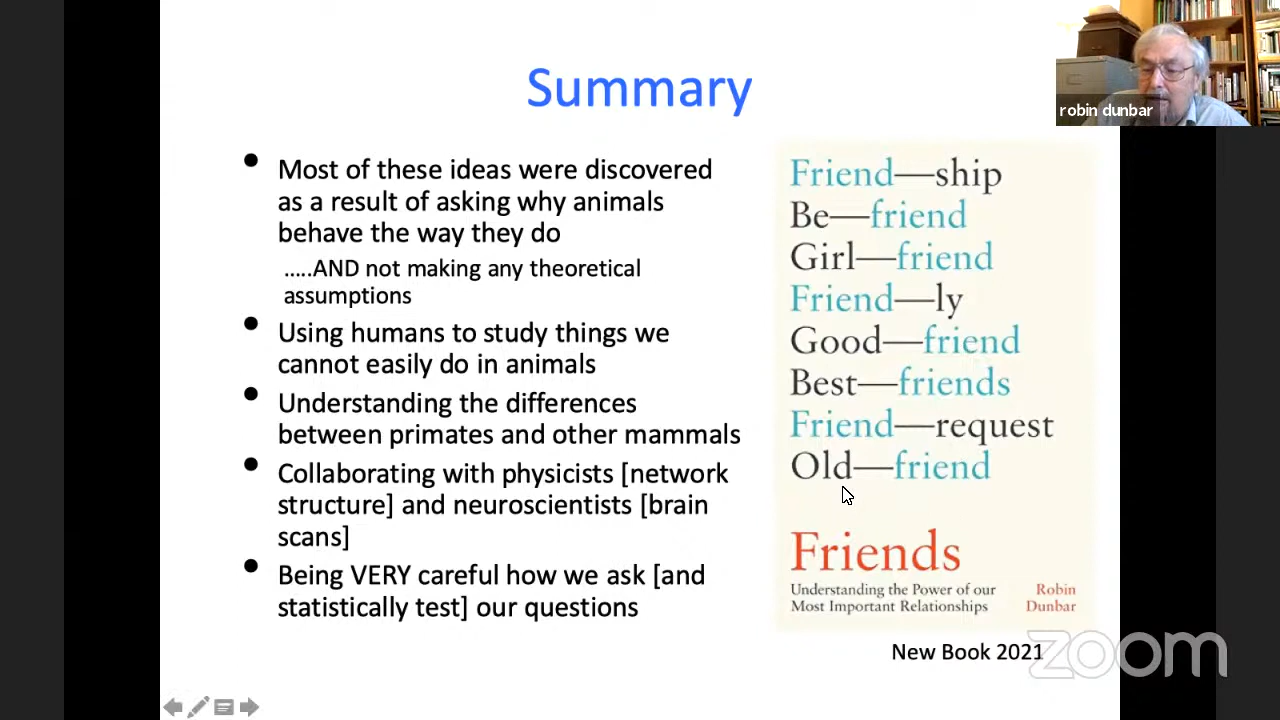 Summary
robin dunbar
• Most of these ideas were discovered
as a result of asking why animals
behave the way they do
.....AND not making any theoretical
assumptions
• Using humans to study things we
cannot easily do in animals
• Understanding the differences
between primates and other mammals
• Collaborating with physicists [network
structure] and neuroscientists [brain
scans]
• Being VERY careful how we ask [and
statistically test] our questions
Friend—ship
Be—friend
Girl—friend
Friend—ly
Good—friend
Best—friends
Friend—request
Old—friend
Friends
Understanding the Power of our
Most Important Relationships
Robin
Dunbar
New Book 2021
zoom